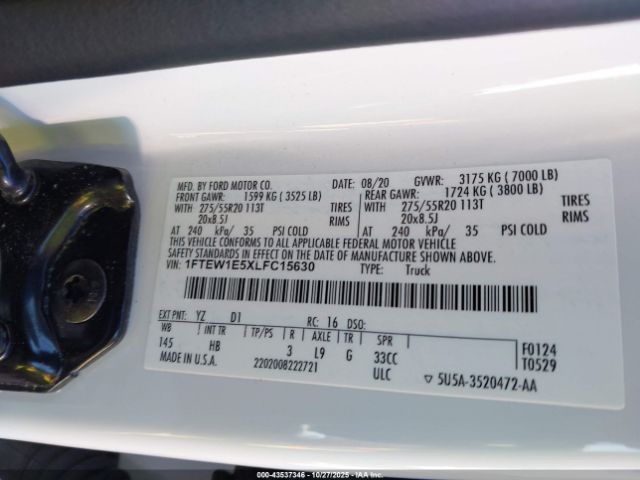 MFD. BY FORD MOTOR CO. DATE: 08/20 GVWR: 3175 KG ( 7000 LB)
FRONT GAWR: 1599 KG ( 3525 LB) REAR GAWR: 1724 KG ( 3800 LB)
WITH 275/55R20 113T TIRES WITH 275/55R20 113T TIRES
20x8.5J RIMS 20x8.5J RIMS
AT 240 kPa/ 35 PSI COLD AT 240 kPa/ 35 PSI COLD
THIS VEHICLE CONFORMS TO ALL APPLICABLE FEDERAL MOTOR VEHICLE
SAFETY STANDARDS IN EFFECT ON THE DATE OF MANUFACTURE SHOWN ABOVE.
VIN: 1FTEW1E5XLFC15630 TYPE: Truck
EXT PNT: YZ D1 RC: 16 DSO: F0124
WB INT TR TP/PS R AXLE TR SPR T0529
145 HB 3 L9 G 33CC
MADE IN U.S.A. 2202008222721 ULC ▽ 5U5A-3520472-AA
000-43537346 | 10/27/2025 | IAA, Inc.